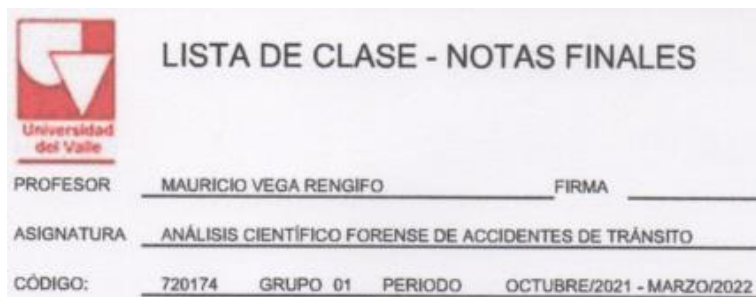 LISTA DE CLASE - NOTAS FINALES
Universidad
del Valle
PROFESOR MAURICIO VEGA RENGIFO FIRMA
ASIGNATURA ANÁLISIS CIENTÍFICO FORENSE DE ACCIDENTES DE TRÁNSITO
CÓDIGO: 720174 GRUPO 01 PERIODO OCTUBRE/2021 - MARZO/2022